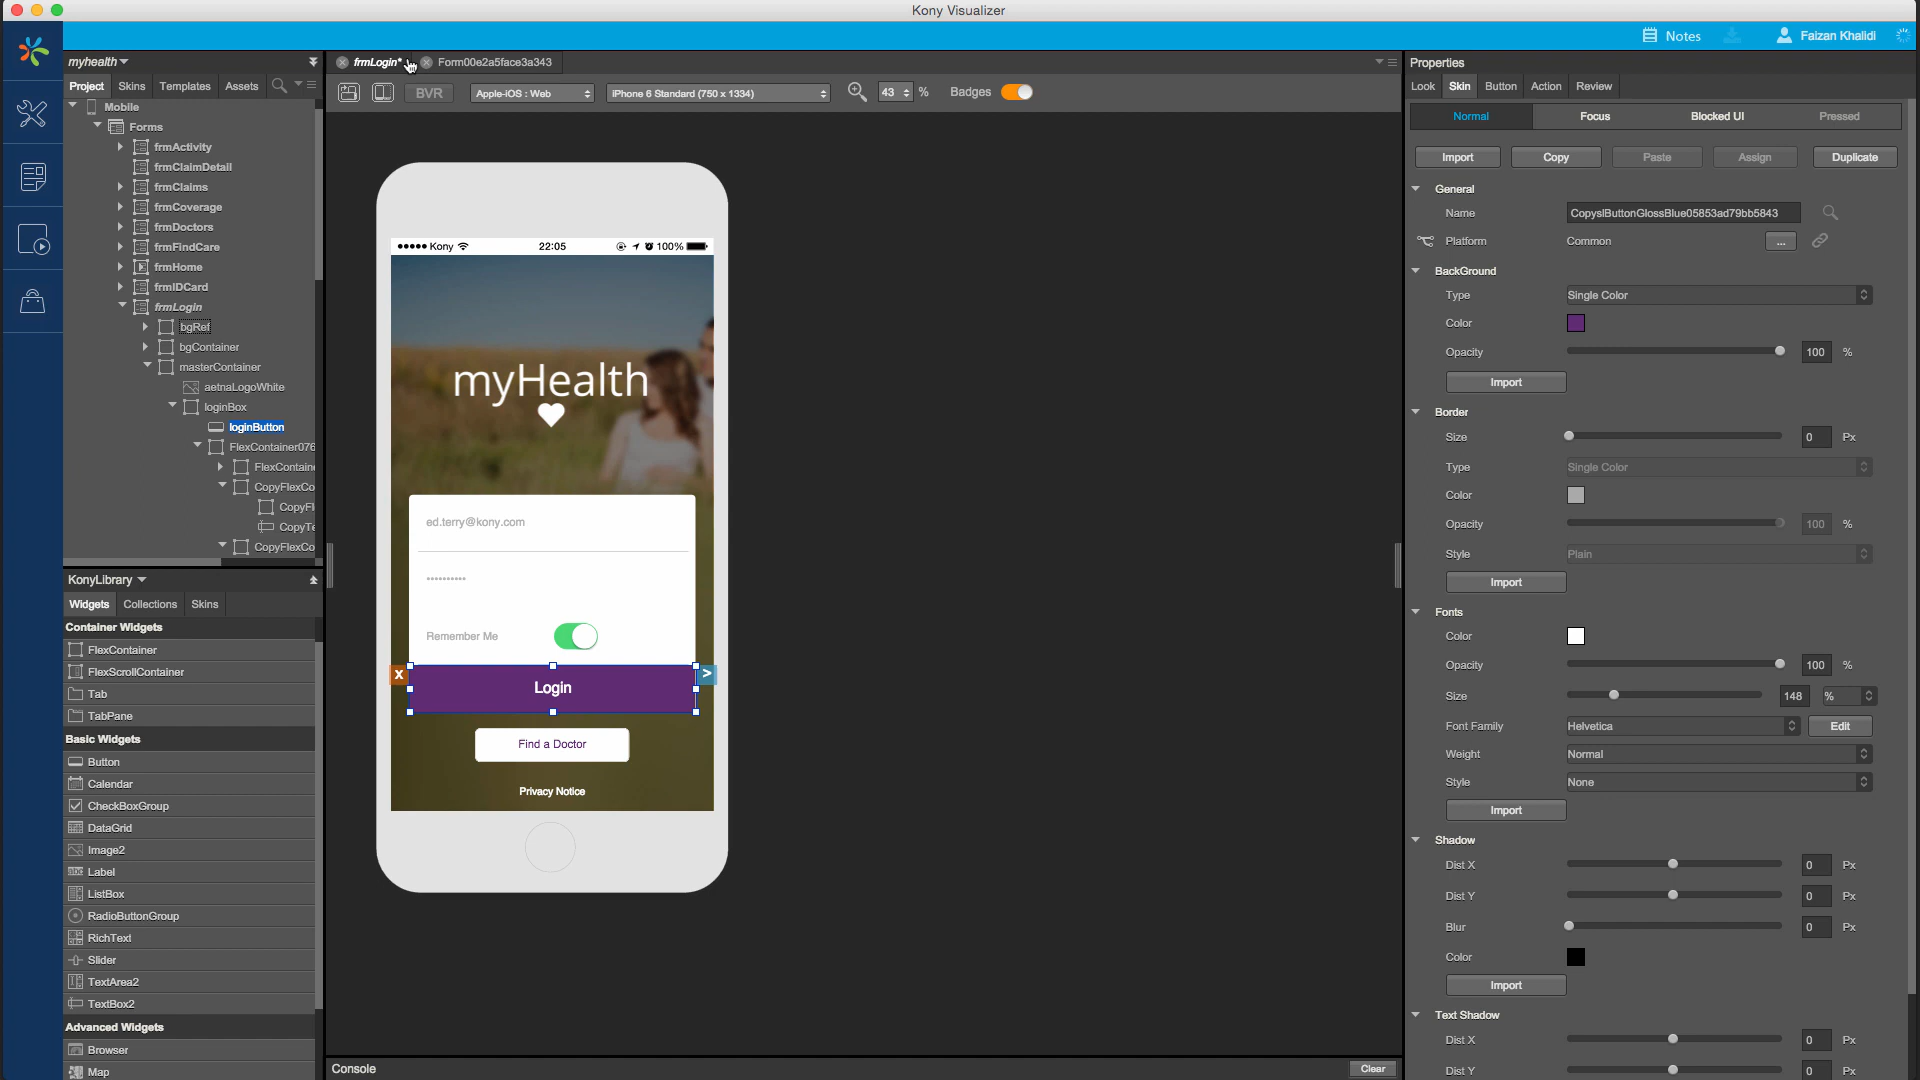 Kony Visualizer
Notes
Faizan Khalidi
myhealth
Project Skins Templates Assets
Mobile
Forms
frmActivity
frmClaimDetail
frmClaims
frmCoverage
frmDoctors
frmFindCare
frmHome
frmIDCard
frmLogin
bgRef
bgContainer
masterContainer
aetnaLogoWhite
loginBox
loginButton
FlexContainer076
FlexContaine
CopyFlexCo
CopyFl
CopyTe
CopyFlexCo
KonyLibrary
Widgets Collections Skins
Container Widgets
FlexContainer
FlexScrollContainer
Tab
TabPane
Basic Widgets
Button
Calendar
CheckBoxGroup
DataGrid
Image2
Label
ListBox
RadioButtonGroup
RichText
Slider
TextArea2
TextBox2
Advanced Widgets
Browser
Map
frmLogin* Form00e2a5face3a343
BVR Apple-iOS : Web iPhone 6 Standard (750 x 1334) 43 % Badges
Kony 22:05 100%
myHealth
ed.terry@kony.com
••••••••••
Remember Me
X Login >
Find a Doctor
Privacy Notice
Console Clear
Properties
Look Skin Button Action Review
Normal Focus Blocked UI Pressed
Import Copy Paste Assign Duplicate
General
Name CopyslButtonGlossBlue05853ad79bb5843
Platform Common ...
BackGround
Type Single Color
Color
Opacity 100 %
Import
Border
Size 0 Px
Type Single Color
Color
Opacity 100 %
Style Plain
Import
Fonts
Color
Opacity 100 %
Size 148 %
Font Family Helvetica Edit
Weight Normal
Style None
Import
Shadow
Dist X 0 Px
Dist Y 0 Px
Blur 0 Px
Color
Import
Text Shadow
Dist X 0 Px
Dist Y 0 Px